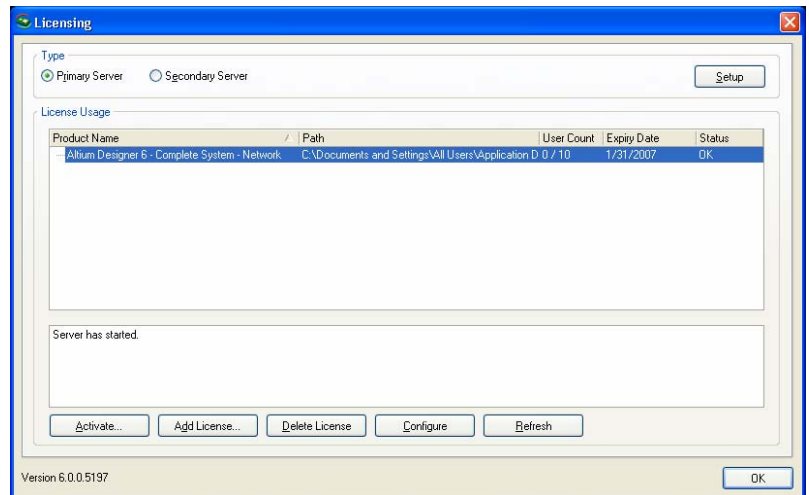 Licensing
Type
Primary Server Secondary Server Setup
License Usage
Product Name / Path User Count Expiry Date Status
Altium Designer 6 - Complete System - Network C:\Documents and Settings\All Users\Application D 0 / 10 1/31/2007 OK
Server has started.
Activate... Add License... Delete License Configure Refresh
Version 6.0.0.5197 OK